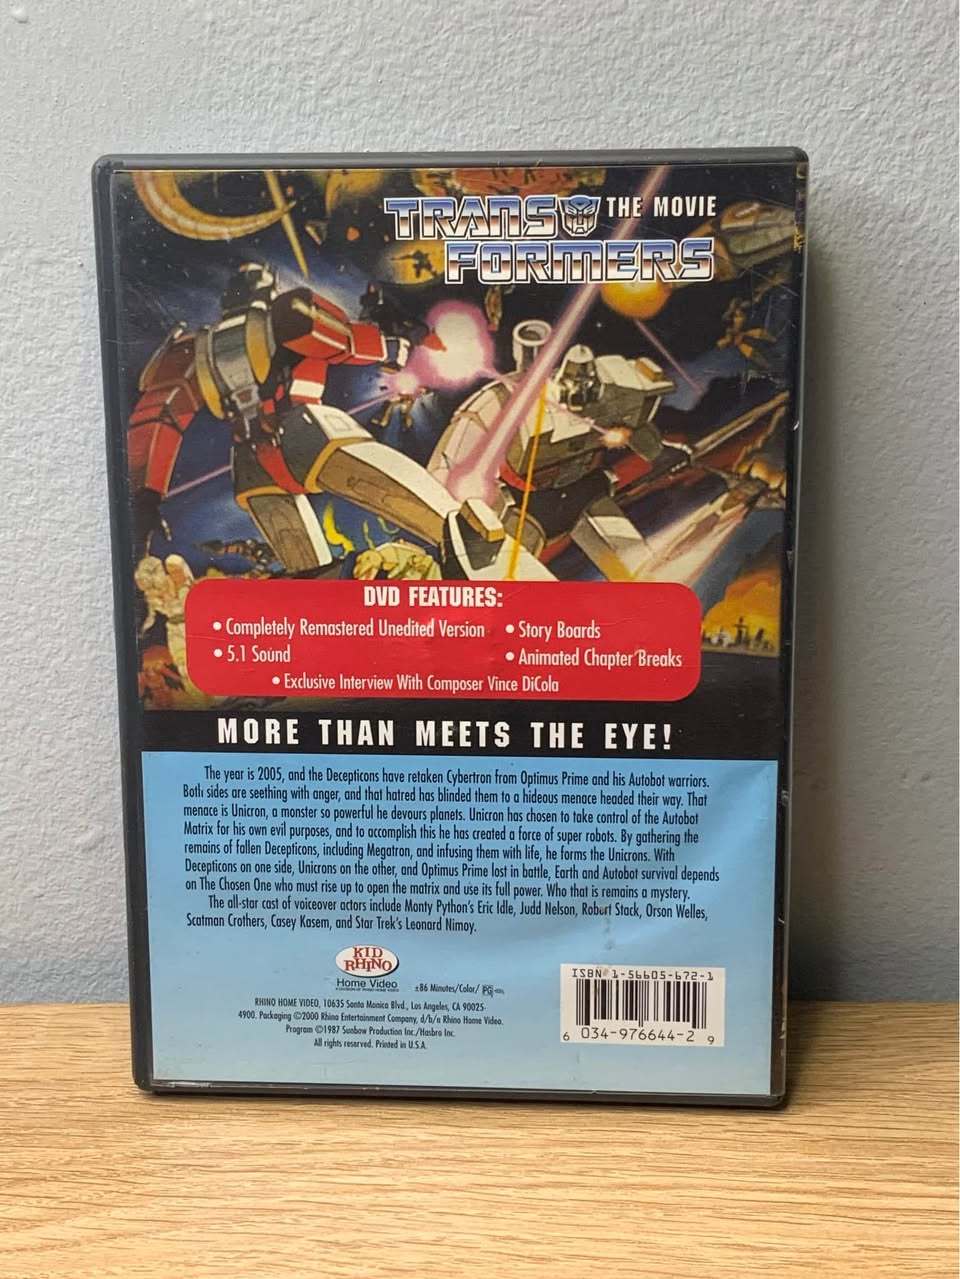 TRANS THE MOVIE
FORMERS
DVD FEATURES:
• Completely Remastered Unedited Version
• Story Boards
• 5.1 Sound
• Animated Chapter Breaks
• Exclusive Interview With Composer Vince DiCola
MORE THAN MEETS THE EYE!
The year is 2005, and the Decepticons have retaken Cybertron from Optimus Prime and his Autobot warriors.
Both sides are seething with anger, and that hatred has blinded them to a hideous menace headed their way. That
menace is Unicron, a monster so powerful he devours planets. Unicron has chosen to take control of the Autobot
Matrix for his own evil purposes, and to accomplish this he has created a force of super robots. By gathering the
remains of fallen Decepticons, including Megatron, and infusing them with life, he forms the Unicrons. With
Decepticons on one side, Unicrons on the other, and Optimus Prime lost in battle, Earth and Autobot survival depends
on The Chosen One who must rise up to open the matrix and use its full power. Who that is remains a mystery.
The all-star cast of voiceover actors include Monty Python's Eric Idle, Judd Nelson, Robert Stack, Orson Welles,
Scatman Crothers, Casey Kasem, and Star Trek's Leonard Nimoy.
KID
RHINO
Home Video
±86 Minutes/Color/ PG
RHINO HOME VIDEO, 10635 Santa Monica Blvd., Los Angeles, CA 90025-
4900. Packaging ©2000 Rhino Entertainment Company, d/b/a Rhino Home Video.
Program ©1987 Sunbow Production Inc./Hasbro Inc.
All rights reserved. Printed in U.S.A.
ISBN 1-56605-672-1
6 034-976644-2 9